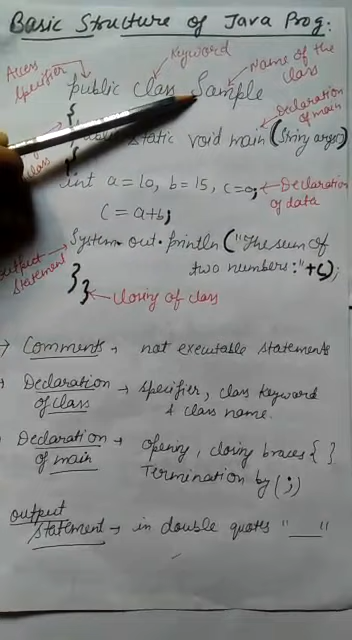 Basic Structure of Java Prog:
Access Specifier
Keyword
Name of the class
public class Sample
{
Declaration of main
static void main (String args)
{
int a=10, b=15, c=0;
Declaration of data
c=a+b;
System.out.println("The sum of
two numbers:"+c);
output statement
}}
closing of class
→ Comments → not executable statements
→ Declaration of class → specifier, class keyword
+ class name.
Declaration of main → opening, closing braces { }
Termination by (;)
output statement → in double quotes "__"